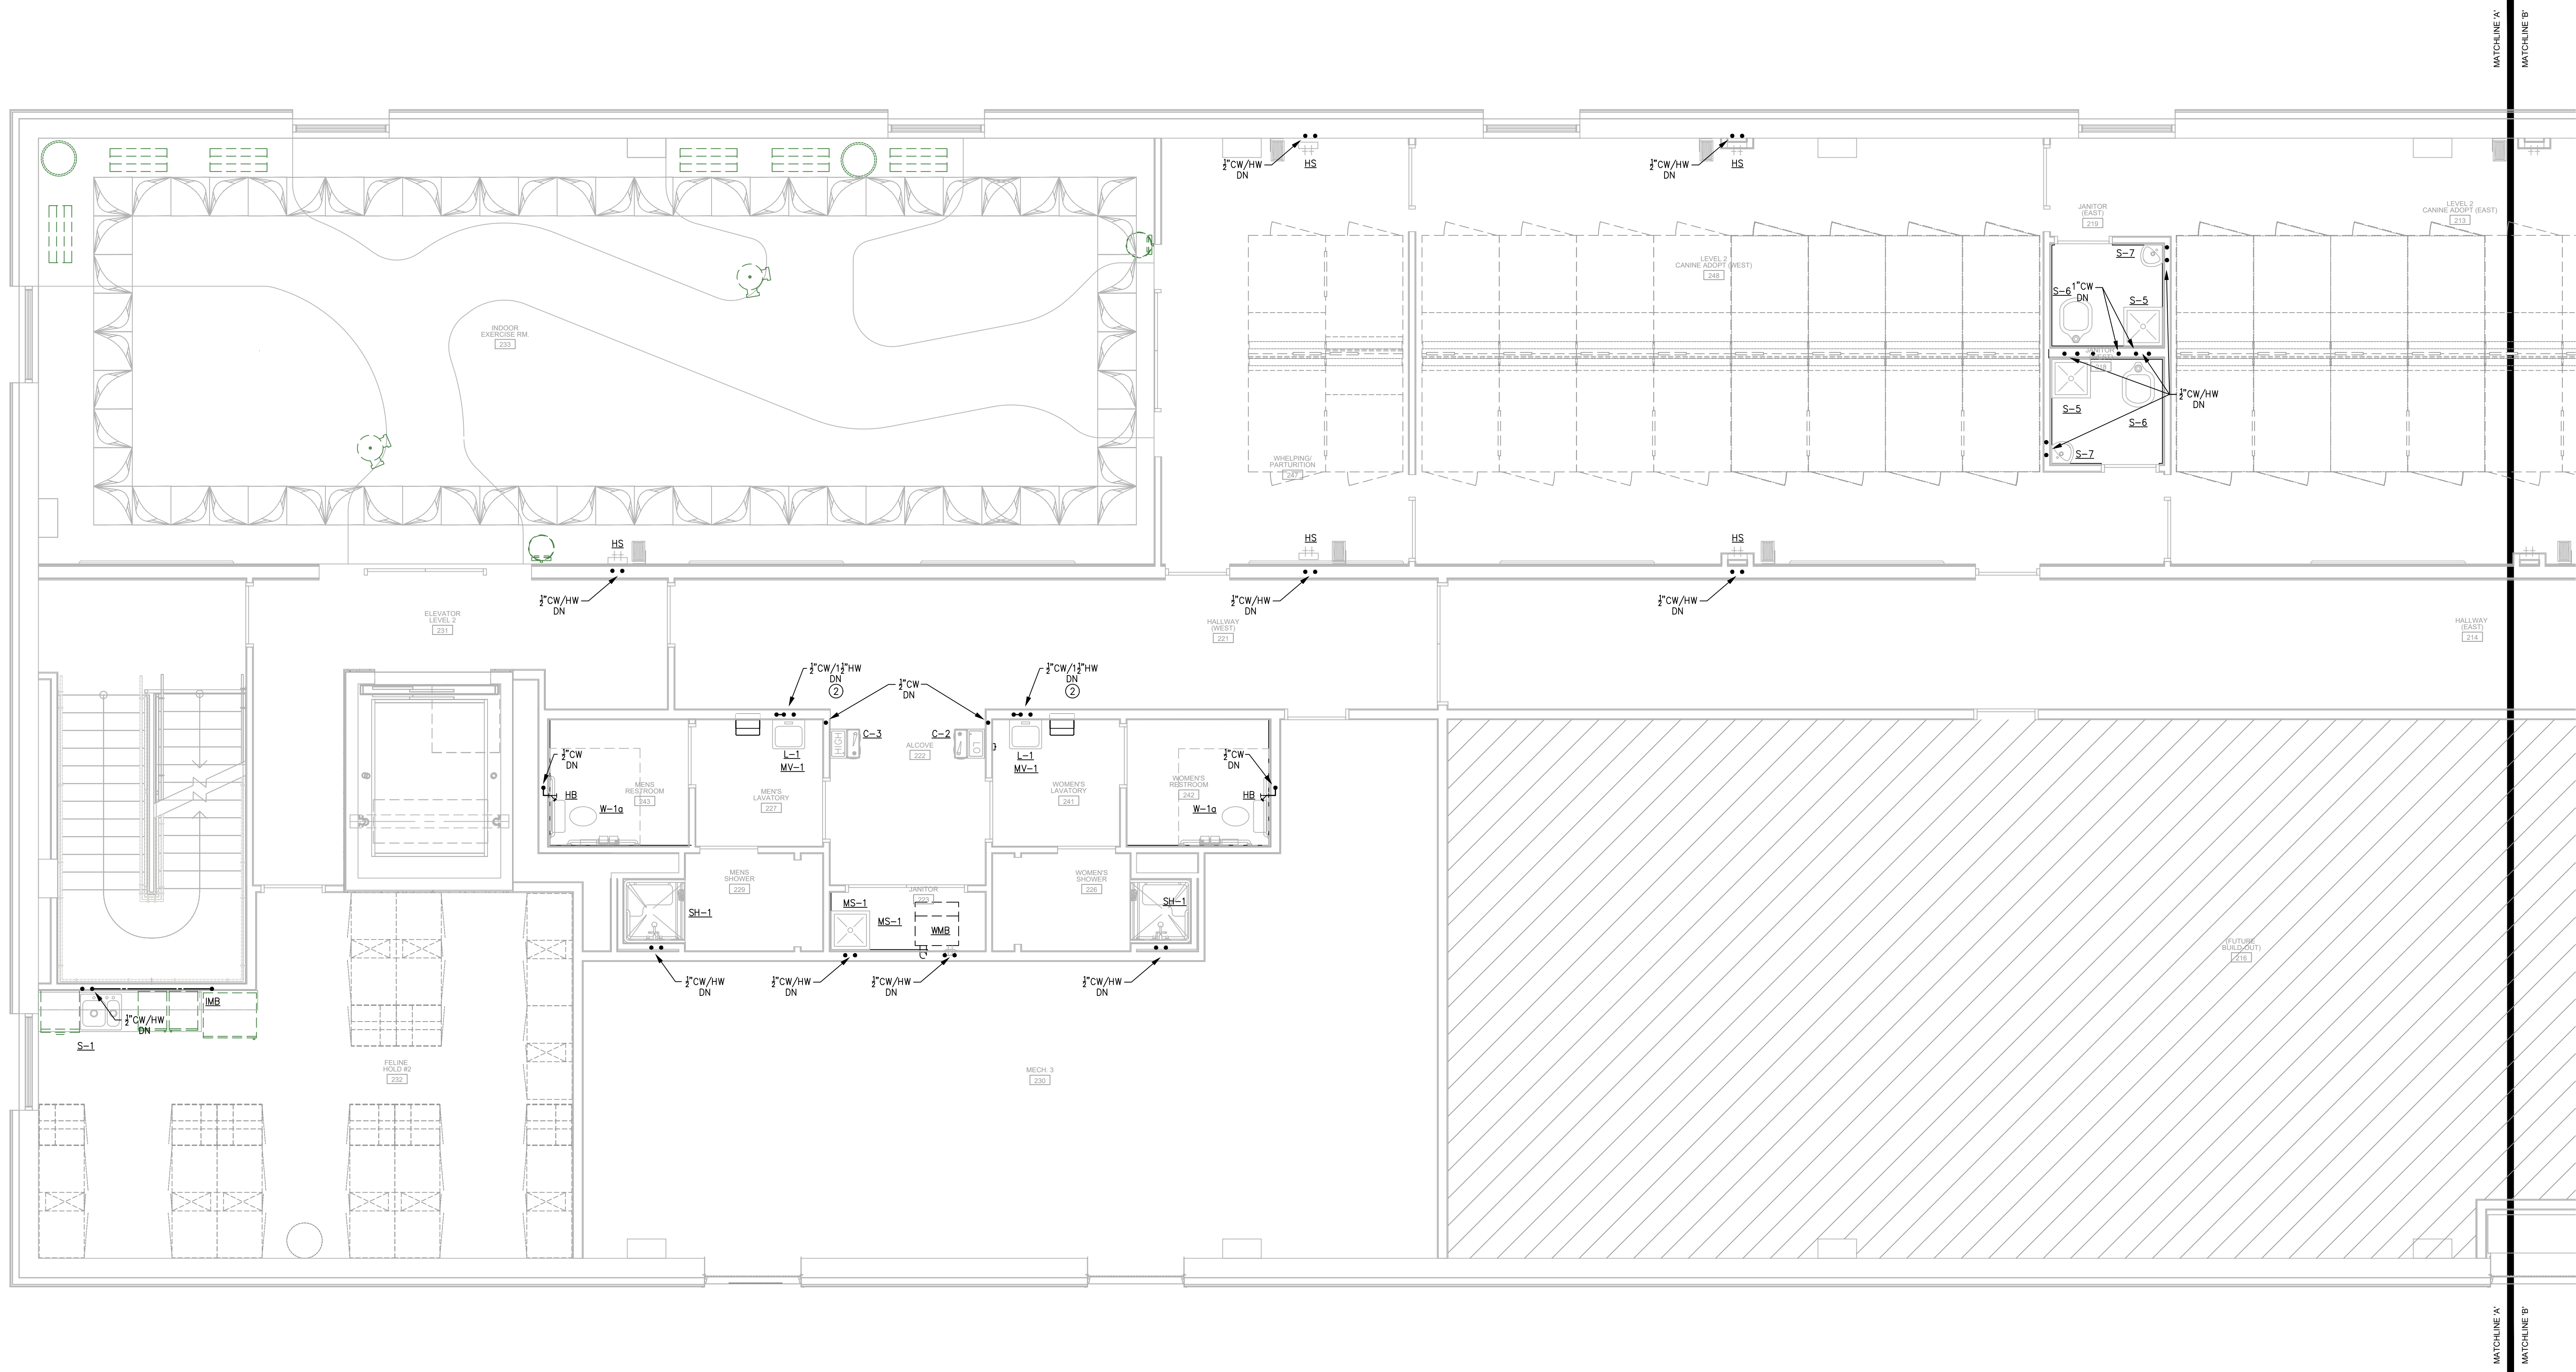 MATCHLINE 'A'
MATCHLINE 'B'
½"CW/HW
DN
HS
½"CW/HW
DN
HS
JANITOR
(EAST)
219
LEVEL 2
CANINE ADOPT (EAST)
213
S-7
LEVEL 2
CANINE ADOPT (WEST)
248
S-6
1"CW
DN
S-5
INDOOR
EXERCISE RM.
233
JANITOR
½"CW/HW
DN
S-5
S-6
S-7
WHELPING/
PARTURITION
247
HS
HS
HS
½"CW/HW
DN
½"CW/HW
DN
½"CW/HW
DN
ELEVATOR
LEVEL 2
231
HALLWAY
(WEST)
221
HALLWAY
(EAST)
214
½"CW/1½"HW
DN
2
½"CW
DN
½"CW/1½"HW
DN
2
C-3
HIGH
ALCOVE
222
C-2
L-1
MV-1
L-1
MV-1
½"CW
DN
½"CW
DN
MENS
RESTROOM
243
MEN'S
LAVATORY
227
WOMEN'S
LAVATORY
241
WOMEN'S
RESTROOM
242
HB
W-1a
HB
W-1a
MENS
SHOWER
229
WOMEN'S
SHOWER
226
JANITOR
223
SH-1
MS-1
MS-1
WMB
SH-1
½"CW/HW
DN
½"CW/HW
DN
½"CW/HW
DN
½"CW/HW
DN
(FUTURE
BUILD-OUT)
216
IMB
½"CW/HW
DN
S-1
FELINE
HOLD #2
232
MECH. 3
230
MATCHLINE 'A'
MATCHLINE 'B'